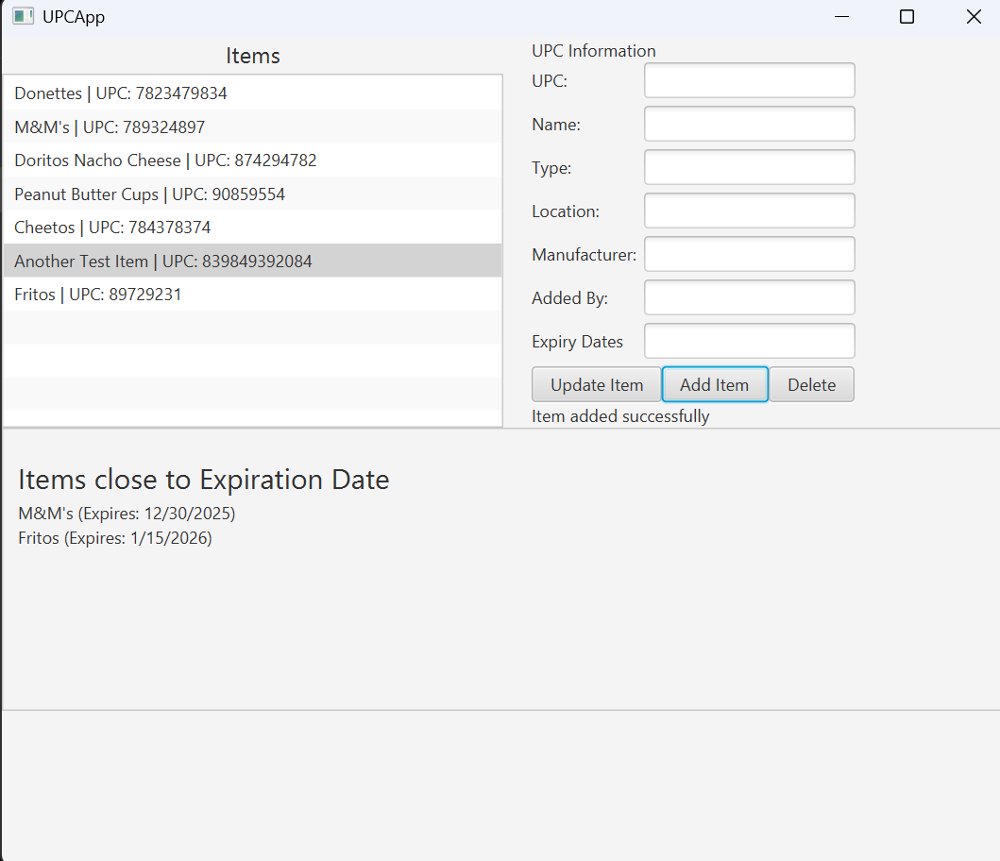 UPCApp
Items
Donettes | UPC: 7823479834
M&M's | UPC: 789324897
Doritos Nacho Cheese | UPC: 874294782
Peanut Butter Cups | UPC: 90859554
Cheetos | UPC: 784378374
Another Test Item | UPC: 839849392084
Fritos | UPC: 89729231
UPC Information
UPC:
Name:
Type:
Location:
Manufacturer:
Added By:
Expiry Dates
Update Item Add Item Delete
Item added successfully
Items close to Expiration Date
M&M's (Expires: 12/30/2025)
Fritos (Expires: 1/15/2026)